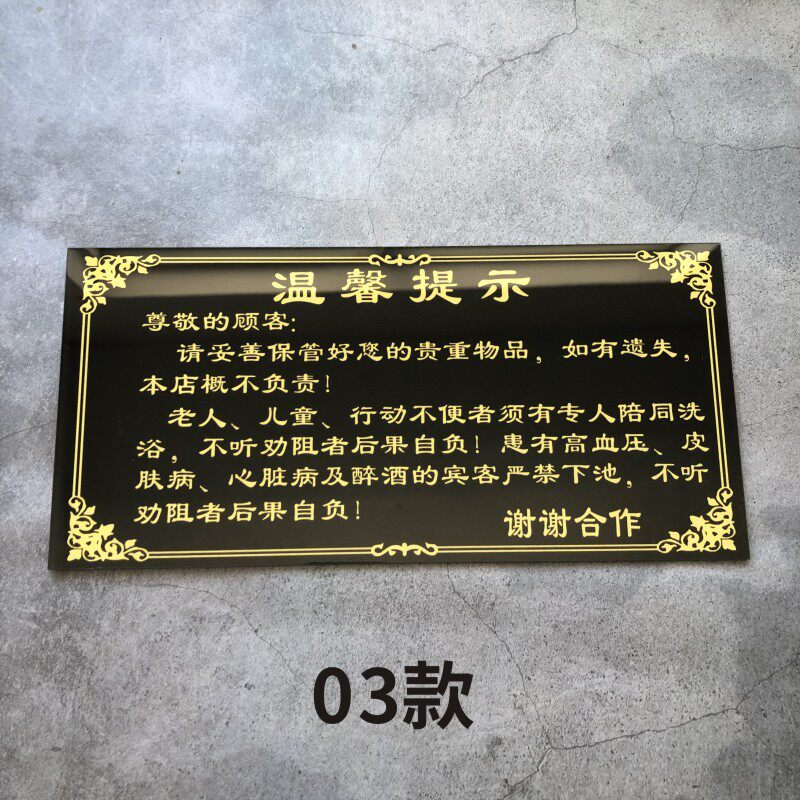 温馨提示
尊敬的顾客:
请妥善保管好您的贵重物品，如有遗失，
本店概不负责!
老人、儿童、行动不便者须有专人陪同洗
浴，不听劝阻者后果自负!患有高血压、皮
肤病、心脏病及醉酒的宾客严禁下池，不听
劝阻者后果自负!
谢谢合作
03款